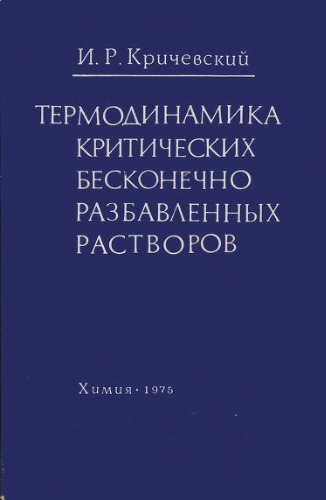 И. Р. Кричевский
ТЕРМОДИНАМИКА
КРИТИЧЕСКИХ
БЕСКОНЕЧНО
РАЗБАВЛЕННЫХ
РАСТВОРОВ
Химия · 1975